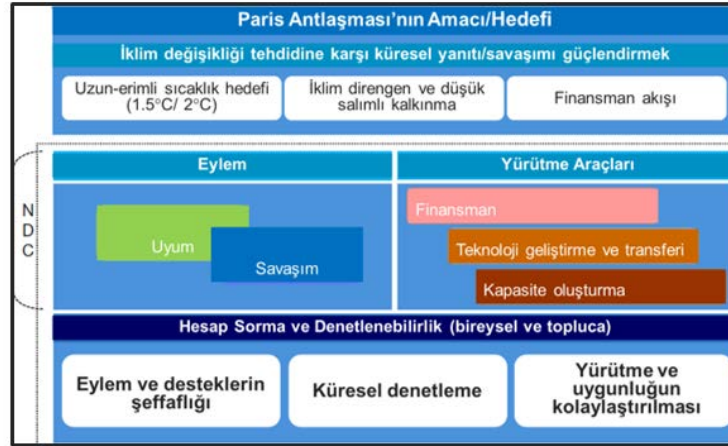 Paris Antlaşması'nın Amacı/Hedefi
İklim değişikliği tehdidine karşı küresel yanıtı/savaşımı güçlendirmek
Uzun-erimli sıcaklık hedefi
(1.5°C/ 2°C)
İklim direngen ve düşük
salımlı kalkınma
Finansman akışı
N
D
C
Eylem
Yürütme Araçları
Uyum
Savaşım
Finansman
Teknoloji geliştirme ve transferi
Kapasite oluşturma
Hesap Sorma ve Denetlenebilirlik (bireysel ve topluca)
Eylem ve desteklerin
şeffaflığı
Küresel denetleme
Yürütme ve
uygunluğun
kolaylaştırılması